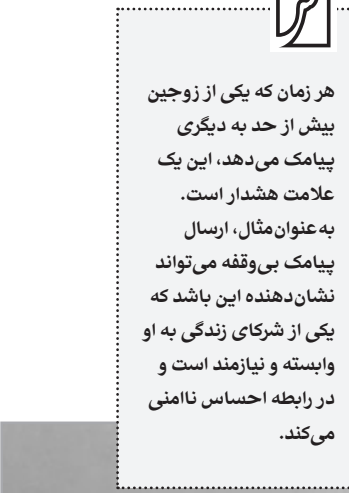 هر زمان که یکی از زوجین
بیش از حد به دیگری
پیامک می‌دهد، این یک
علامت هشدار است.
به‌عنوان‌مثال، ارسال
پیامک بی‌وقفه می‌تواند
نشان‌دهنده این باشد که
یکی از شرکای زندگی به او
وابسته و نیازمند است و
در رابطه احساس ناامنی
می‌کند.